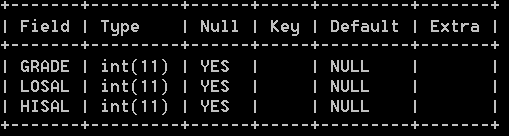 +-------+---------+------+-----+---------+-------+
| Field | Type    | Null | Key | Default | Extra |
+-------+---------+------+-----+---------+-------+
| GRADE | int(11) | YES  |     | NULL    |       |
| LOSAL | int(11) | YES  |     | NULL    |       |
| HISAL | int(11) | YES  |     | NULL    |       |
+-------+---------+------+-----+---------+-------+